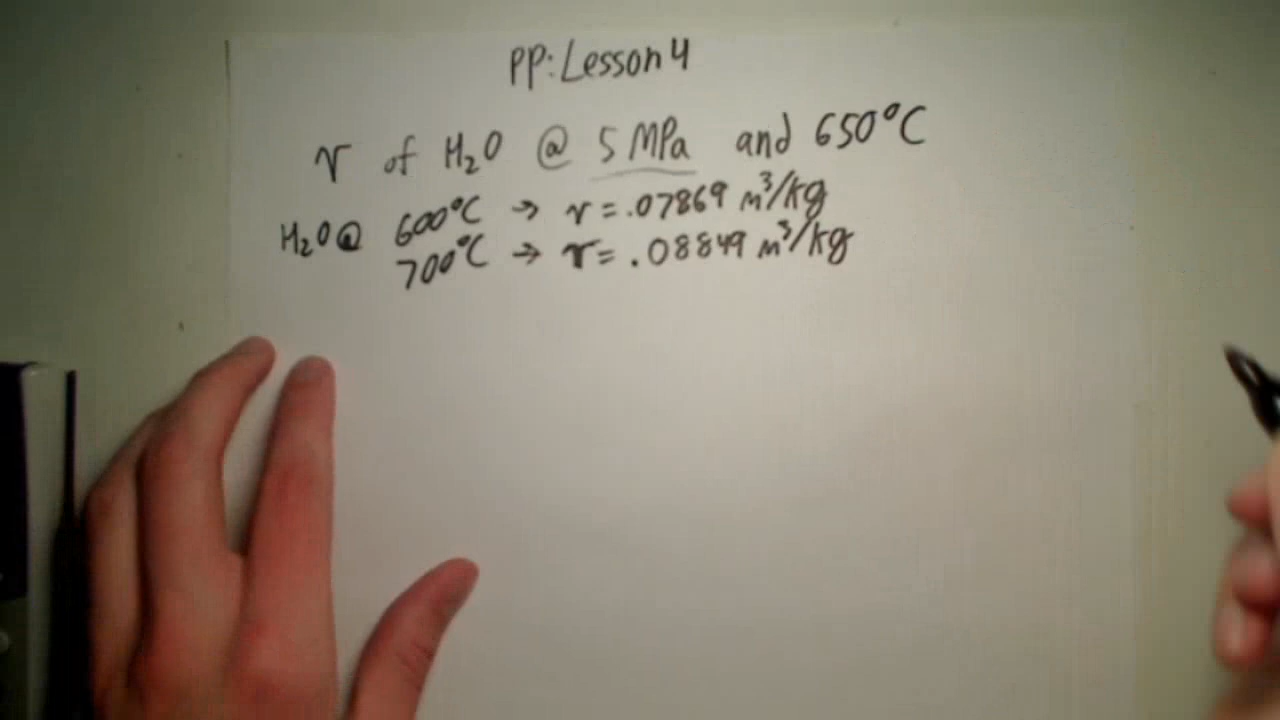 PP: Lesson 4
v of H₂O @ 5 MPa and 650°C
H₂O @ 600°C → v = .07869 m³/kg
700°C → v = .08849 m³/kg